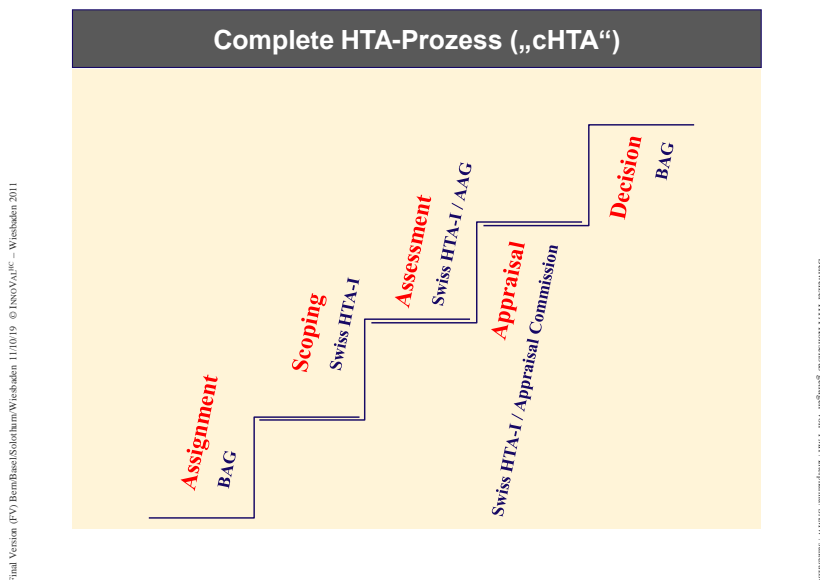 Complete HTA-Prozess („cHTA“)
Assignment
BAG
Scoping
Swiss HTA-I
Assessment
Swiss HTA-I / AAG
Appraisal
Swiss HTA-I / Appraisal Commission
Decision
BAG
Final Version (FV) Bern/Basel/Solothurn/Wiesbaden 11/10/19 © INNOVALHC – Wiesbaden 2011